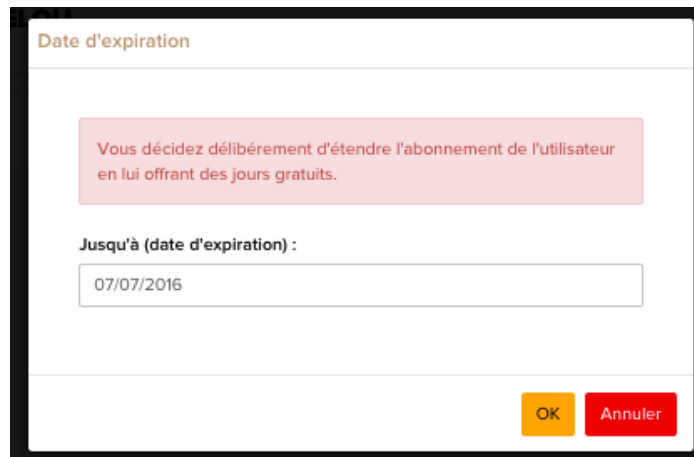 Date d'expiration
Vous décidez délibérement d'étendre l'abonnement de l'utilisateur
en lui offrant des jours gratuits.
Jusqu'à (date d'expiration) :
07/07/2016
OK
Annuler